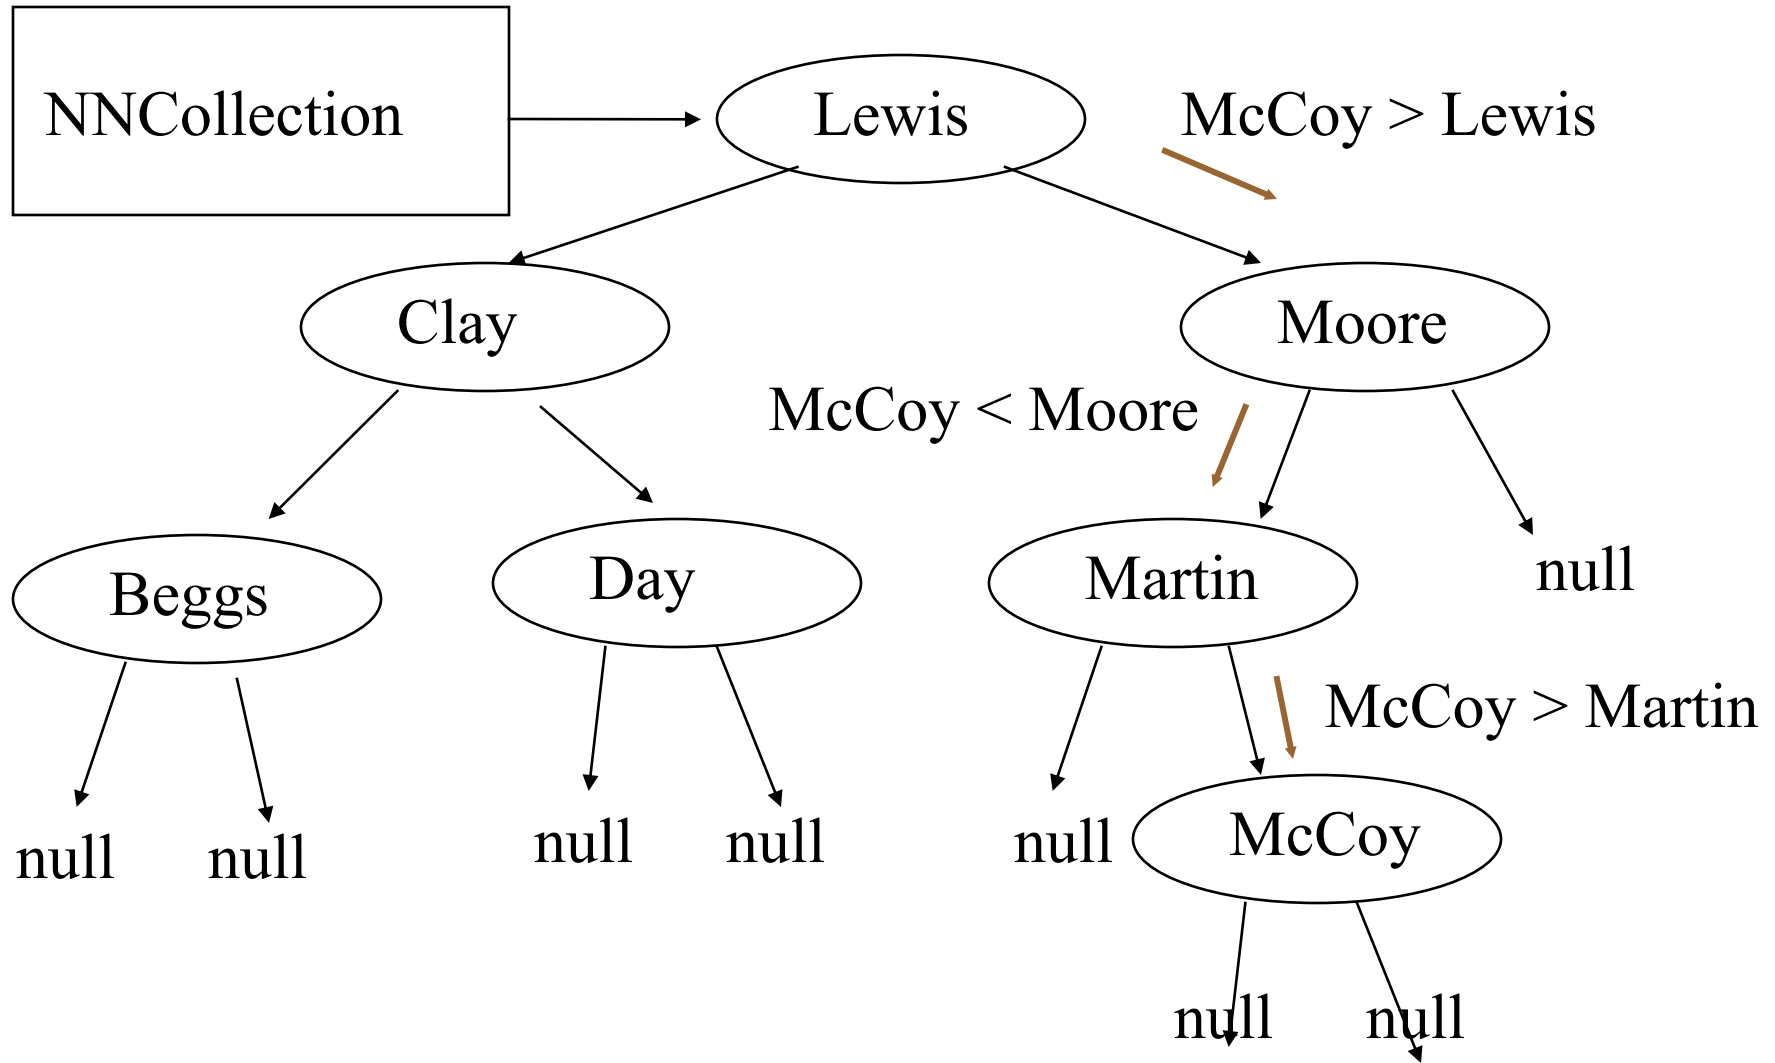 NNCollection
Lewis
McCoy > Lewis
Clay
Moore
McCoy < Moore
Beggs
Day
Martin
null
McCoy > Martin
null
null
null
null
null
McCoy
null
null